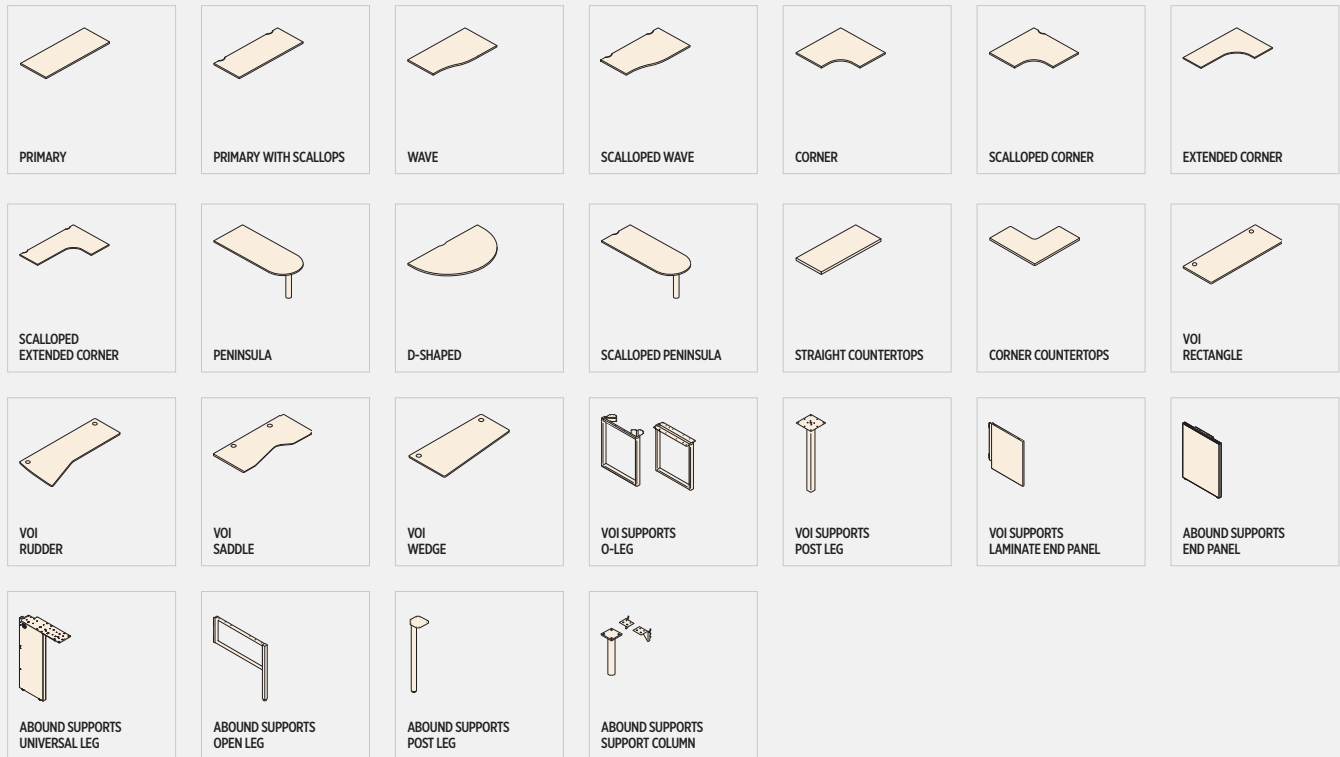 PRIMARY
PRIMARY WITH SCALLOPS
WAVE
SCALLOPED WAVE
CORNER
SCALLOPED CORNER
EXTENDED CORNER
SCALLOPED
EXTENDED CORNER
PENINSULA
D-SHAPED
SCALLOPED PENINSULA
STRAIGHT COUNTERTOPS
CORNER COUNTERTOPS
VOI
RECTANGLE
VOI
RUDDER
VOI
SADDLE
VOI
WEDGE
VOI SUPPORTS
O-LEG
VOI SUPPORTS
POST LEG
VOI SUPPORTS
LAMINATE END PANEL
ABOUND SUPPORTS
END PANEL
ABOUND SUPPORTS
UNIVERSAL LEG
ABOUND SUPPORTS
OPEN LEG
ABOUND SUPPORTS
POST LEG
ABOUND SUPPORTS
SUPPORT COLUMN